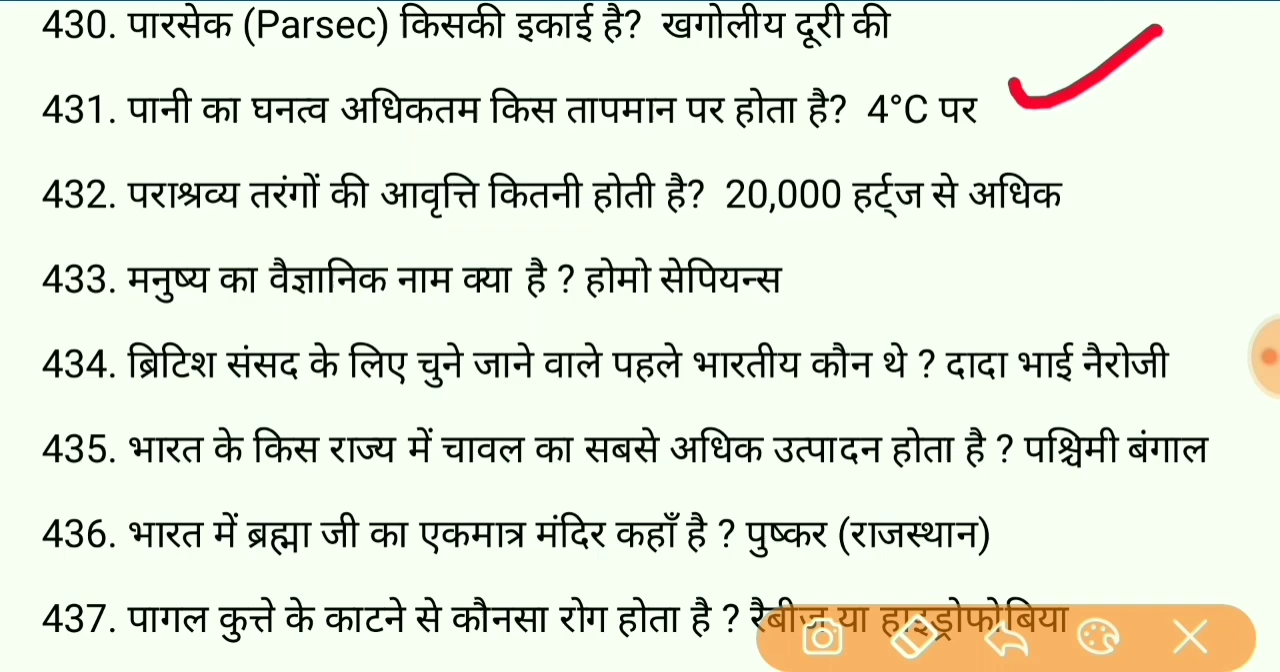 430. पारसेक (Parsec) किसकी इकाई है? खगोलीय दूरी की
431. पानी का घनत्व अधिकतम किस तापमान पर होता है? 4°C पर
432. पराश्रव्य तरंगों की आवृत्ति कितनी होती है? 20,000 हर्ट्ज से अधिक
433. मनुष्य का वैज्ञानिक नाम क्या है ? होमो सेपियन्स
434. ब्रिटिश संसद के लिए चुने जाने वाले पहले भारतीय कौन थे ? दादा भाई नैरोजी
435. भारत के किस राज्य में चावल का सबसे अधिक उत्पादन होता है ? पश्चिमी बंगाल
436. भारत में ब्रह्मा जी का एकमात्र मंदिर कहाँ है ? पुष्कर (राजस्थान)
437. पागल कुत्ते के काटने से कौनसा रोग होता है ? रैबीज या हाइड्रोफोबिया